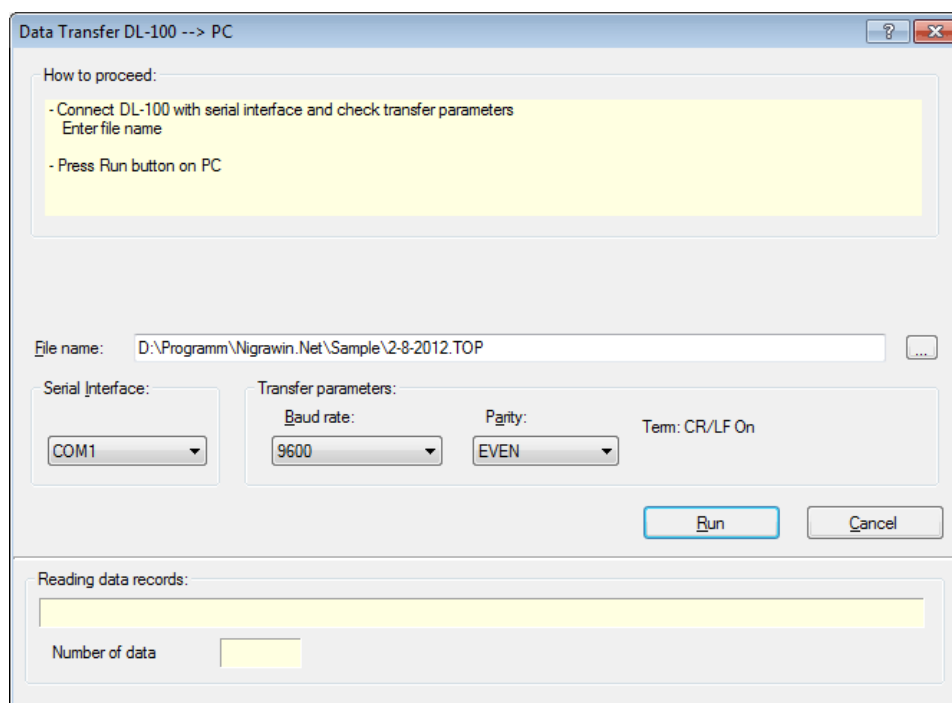 Data Transfer DL-100 --> PC
How to proceed:
- Connect DL-100 with serial interface and check transfer parameters
Enter file name
- Press Run button on PC
File name: D:\Programm\Nigrawin.Net\Sample\2-8-2012.TOP ...
Serial Interface: Transfer parameters:
Baud rate: Parity: Term: CR/LF On
COM1 9600 EVEN
Run Cancel
Reading data records:
Number of data